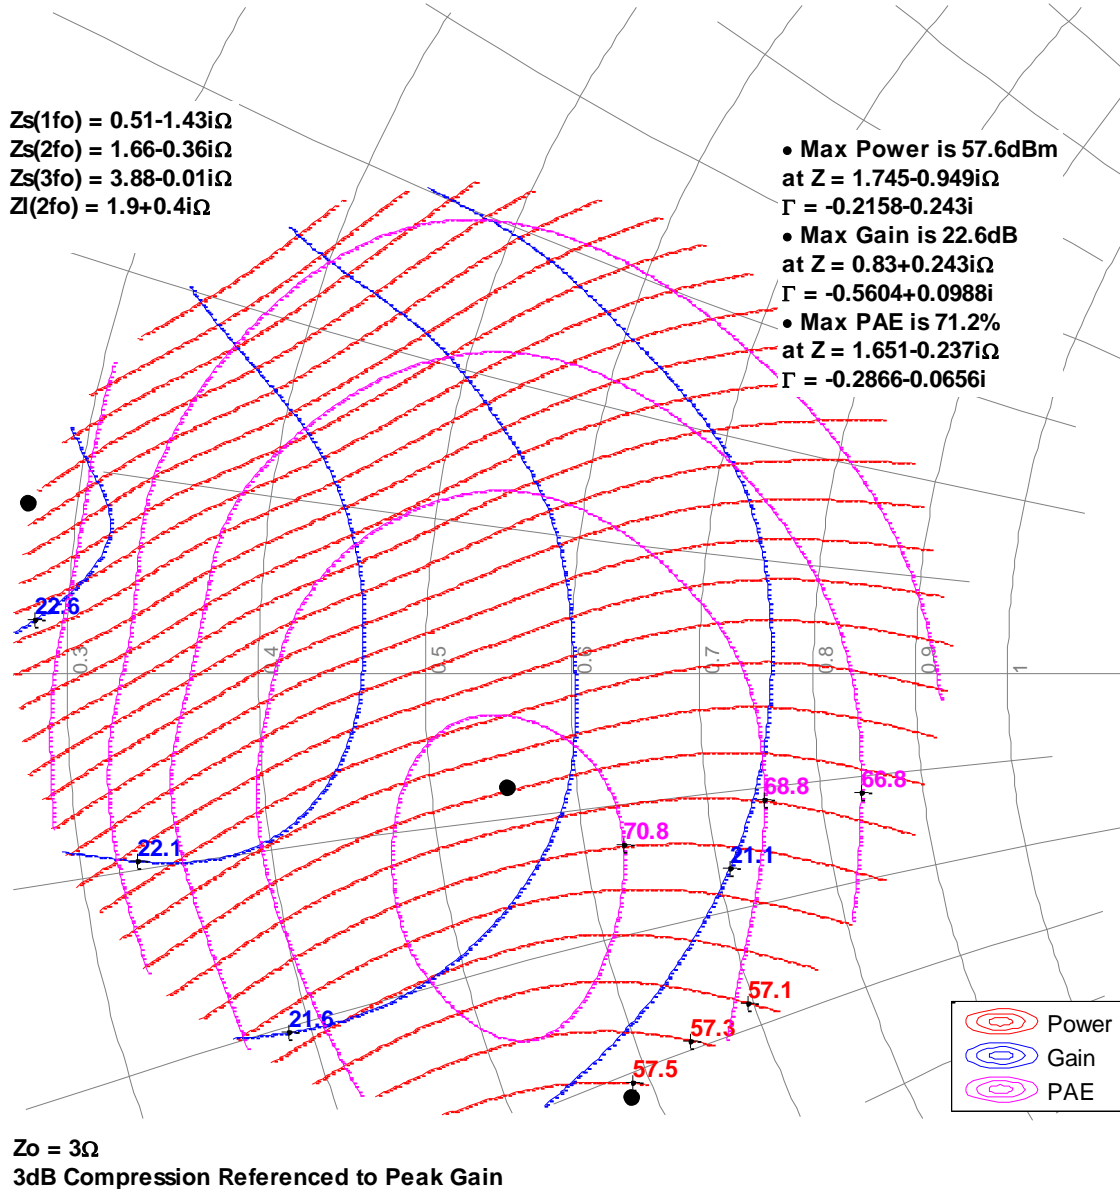 Zs(1fo) = 0.51-1.43iΩ
Zs(2fo) = 1.66-0.36iΩ
Zs(3fo) = 3.88-0.01iΩ
Zl(2fo) = 1.9+0.4iΩ
• Max Power is 57.6dBm
at Z = 1.745-0.949iΩ
Γ = -0.2158-0.243i
• Max Gain is 22.6dB
at Z = 0.83+0.243iΩ
Γ = -0.5604+0.0988i
• Max PAE is 71.2%
at Z = 1.651-0.237iΩ
Γ = -0.2866-0.0656i
22.6
0.3
0.4
0.5
0.6
0.7
0.8
0.9
1
68.8
66.8
70.8
22.1
21.1
57.1
21.6
57.3
57.5
Power
Gain
PAE
Zo = 3Ω
3dB Compression Referenced to Peak Gain